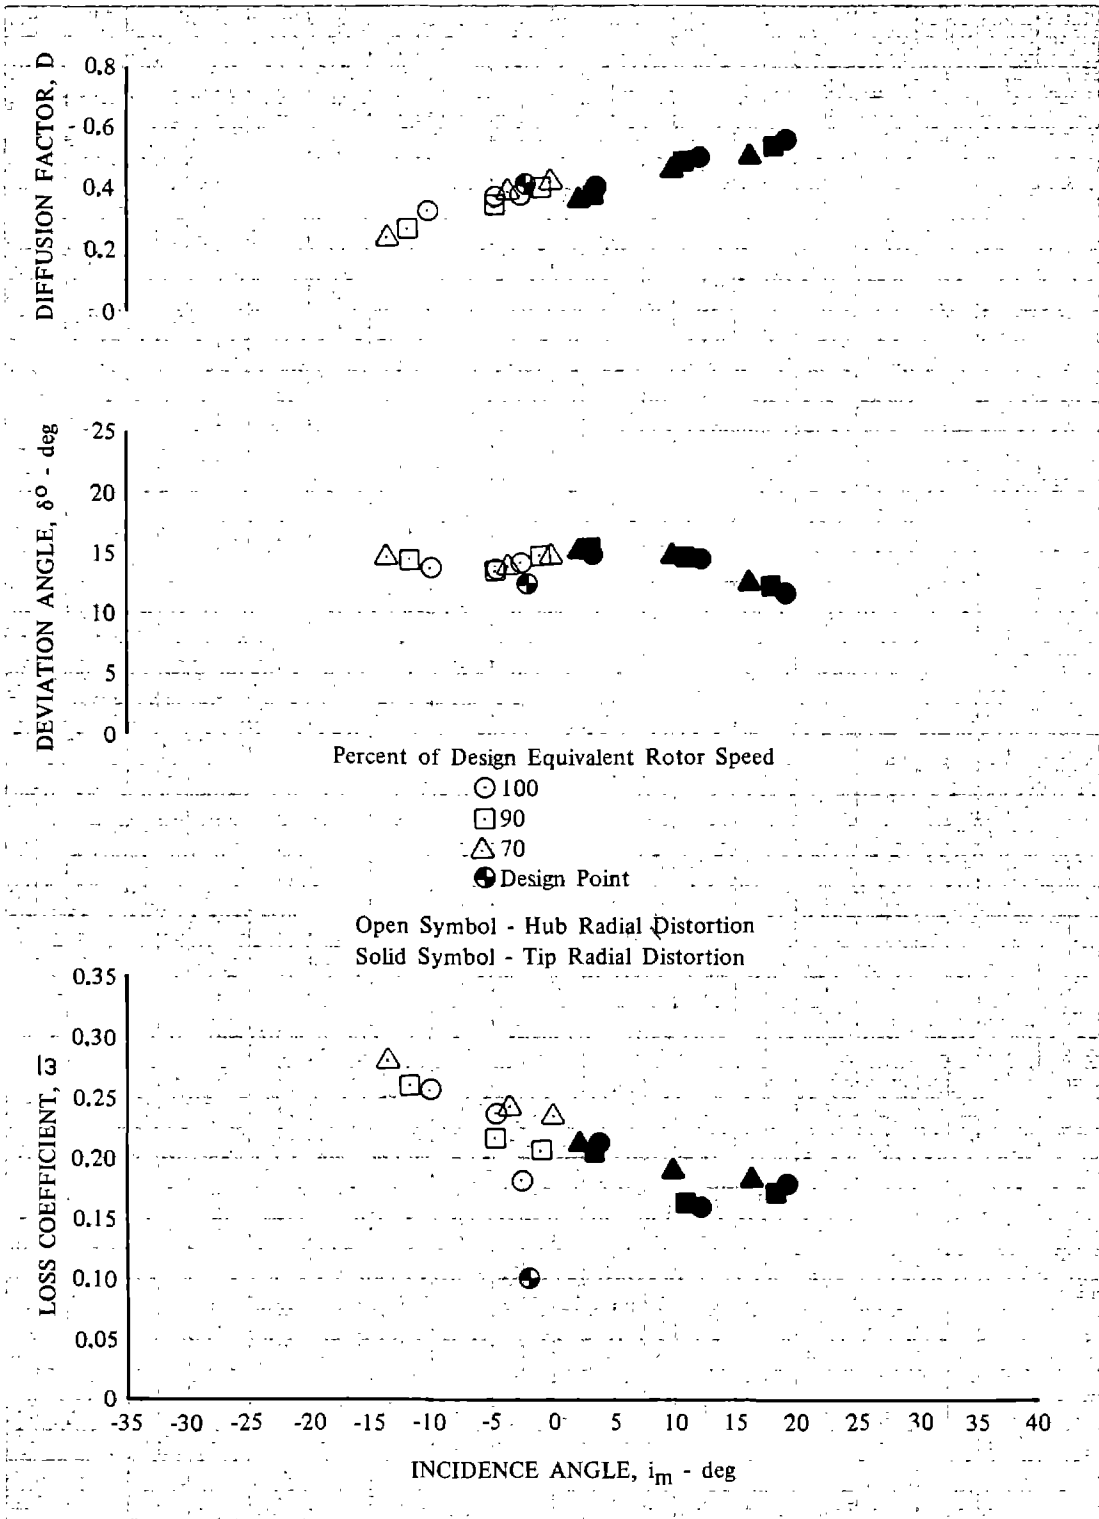 DIFFUSION FACTOR, D
0.8
0.6
0.4
0.2
0
DEVIATION ANGLE, δ° - deg
25
20
15
10
5
0
Percent of Design Equivalent Rotor Speed
100
90
70
Design Point
Open Symbol - Hub Radial Distortion
Solid Symbol - Tip Radial Distortion
LOSS COEFFICIENT, ω̅
0.35
0.30
0.25
0.20
0.15
0.10
0.05
0
-35 -30 -25 -20 -15 -10 -5 0 5 10 15 20 25 30 35 40
INCIDENCE ANGLE, im - deg